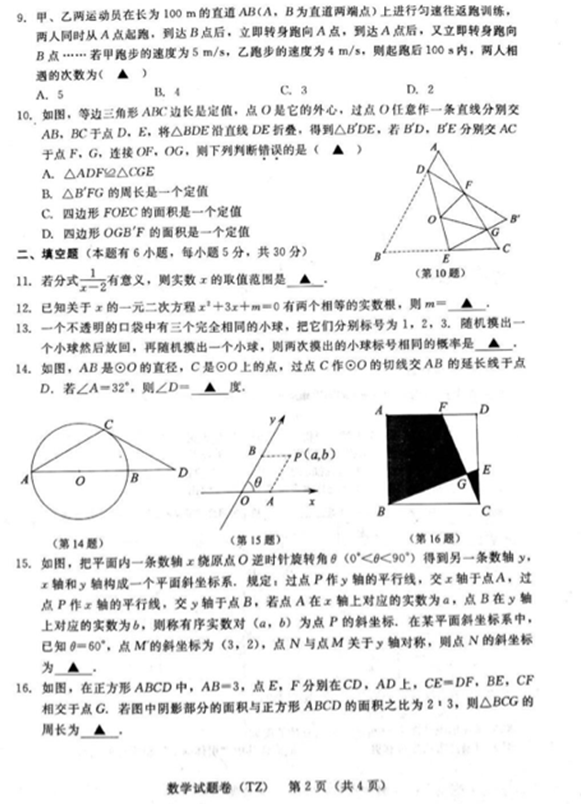 9. 甲、乙两运动员在长为 100 m 的直道 AB(A，B 为直道两端点)上进行匀速往返跑训练，
两人同时从 A 点起跑，到达 B 点后，立即转身跑向 A 点，到达 A 点后，又立即转身跑向
B 点 …… 若甲跑步的速度为 5 m/s，乙跑步的速度为 4 m/s，则起跑后 100 s 内，两人相
遇的次数为( ▲ )
A. 5 B. 4 C. 3 D. 2
10. 如图，等边三角形 ABC 边长是定值，点 O 是它的外心，过点 O 任意作一条直线分别交
AB，BC 于点 D，E，将△BDE 沿直线 DE 折叠，得到△B′DE，若 B′D，B′E 分别交 AC
于点 F，G，连接 OF，OG，则下列判断错误的是( ▲ )
A. △ADF≌△CGE
B. △B′FG 的周长是一个定值
C. 四边形 FOEC 的面积是一个定值
D. 四边形 OGB′F 的面积是一个定值
A
D
F
O
B′
G
B
E
C
(第 10 题)
二、填空题(本题有 6 小题，每小题 5 分，共 30 分)
11. 若分式 1/(x−2) 有意义，则实数 x 的取值范围是 ▲ .
12. 已知关于 x 的一元二次方程 x²+3x+m=0 有两个相等的实数根，则 m= ▲ .
13. 一个不透明的口袋中有三个完全相同的小球，把它们分别标号为 1，2，3. 随机摸出一
个小球然后放回，再随机摸出一个小球，则两次摸出的小球标号相同的概率是 ▲ .
14. 如图，AB 是⊙O 的直径，C 是⊙O 上的点，过点 C 作⊙O 的切线交 AB 的延长线于点
D. 若∠A=32°，则∠D= ▲ 度.
C
A
O
B
D
(第 14 题)
y
B
P(a,b)
θ
O
A
x
(第 15 题)
A
F
D
E
G
B
C
(第 16 题)
15. 如图，把平面内一条数轴 x 绕原点 O 逆时针旋转角 θ (0°<θ<90°) 得到另一条数轴 y，
x 轴和 y 轴构成一个平面斜坐标系. 规定：过点 P 作 y 轴的平行线，交 x 轴于点 A，过
点 P 作 x 轴的平行线，交 y 轴于点 B，若点 A 在 x 轴上对应的实数为 a，点 B 在 y 轴
上对应的实数为 b，则称有序实数对 (a，b) 为点 P 的斜坐标. 在某平面斜坐标系中，
已知 θ=60°，点 M 的斜坐标为 (3，2)，点 N 与点 M 关于 y 轴对称，则点 N 的斜坐标
为 ▲ .
16. 如图，在正方形 ABCD 中，AB=3，点 E，F 分别在 CD，AD 上，CE=DF，BE，CF
相交于点 G. 若图中阴影部分的面积与正方形 ABCD 的面积之比为 2：3，则△BCG 的
周长为 ▲ .
数学试题卷 (TZ) 第 2 页 (共 4 页)